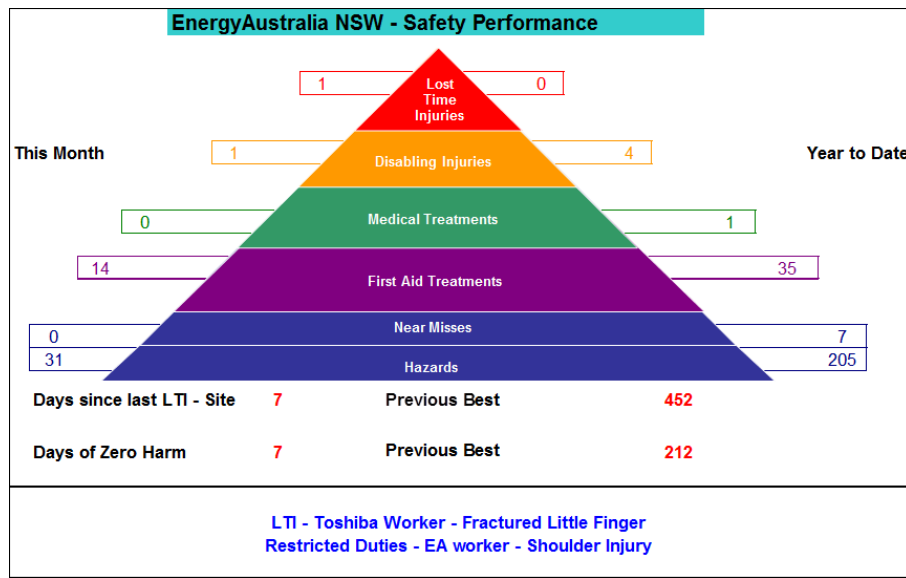 EnergyAustralia NSW - Safety Performance
1 Lost 0
Time
Injuries
This Month 1 Disabling Injuries 4 Year to Date
0 Medical Treatments 1
14 First Aid Treatments 35
0 Near Misses 7
31 Hazards 205
Days since last LTI - Site 7 Previous Best 452
Days of Zero Harm 7 Previous Best 212
LTI - Toshiba Worker - Fractured Little Finger
Restricted Duties - EA worker - Shoulder Injury